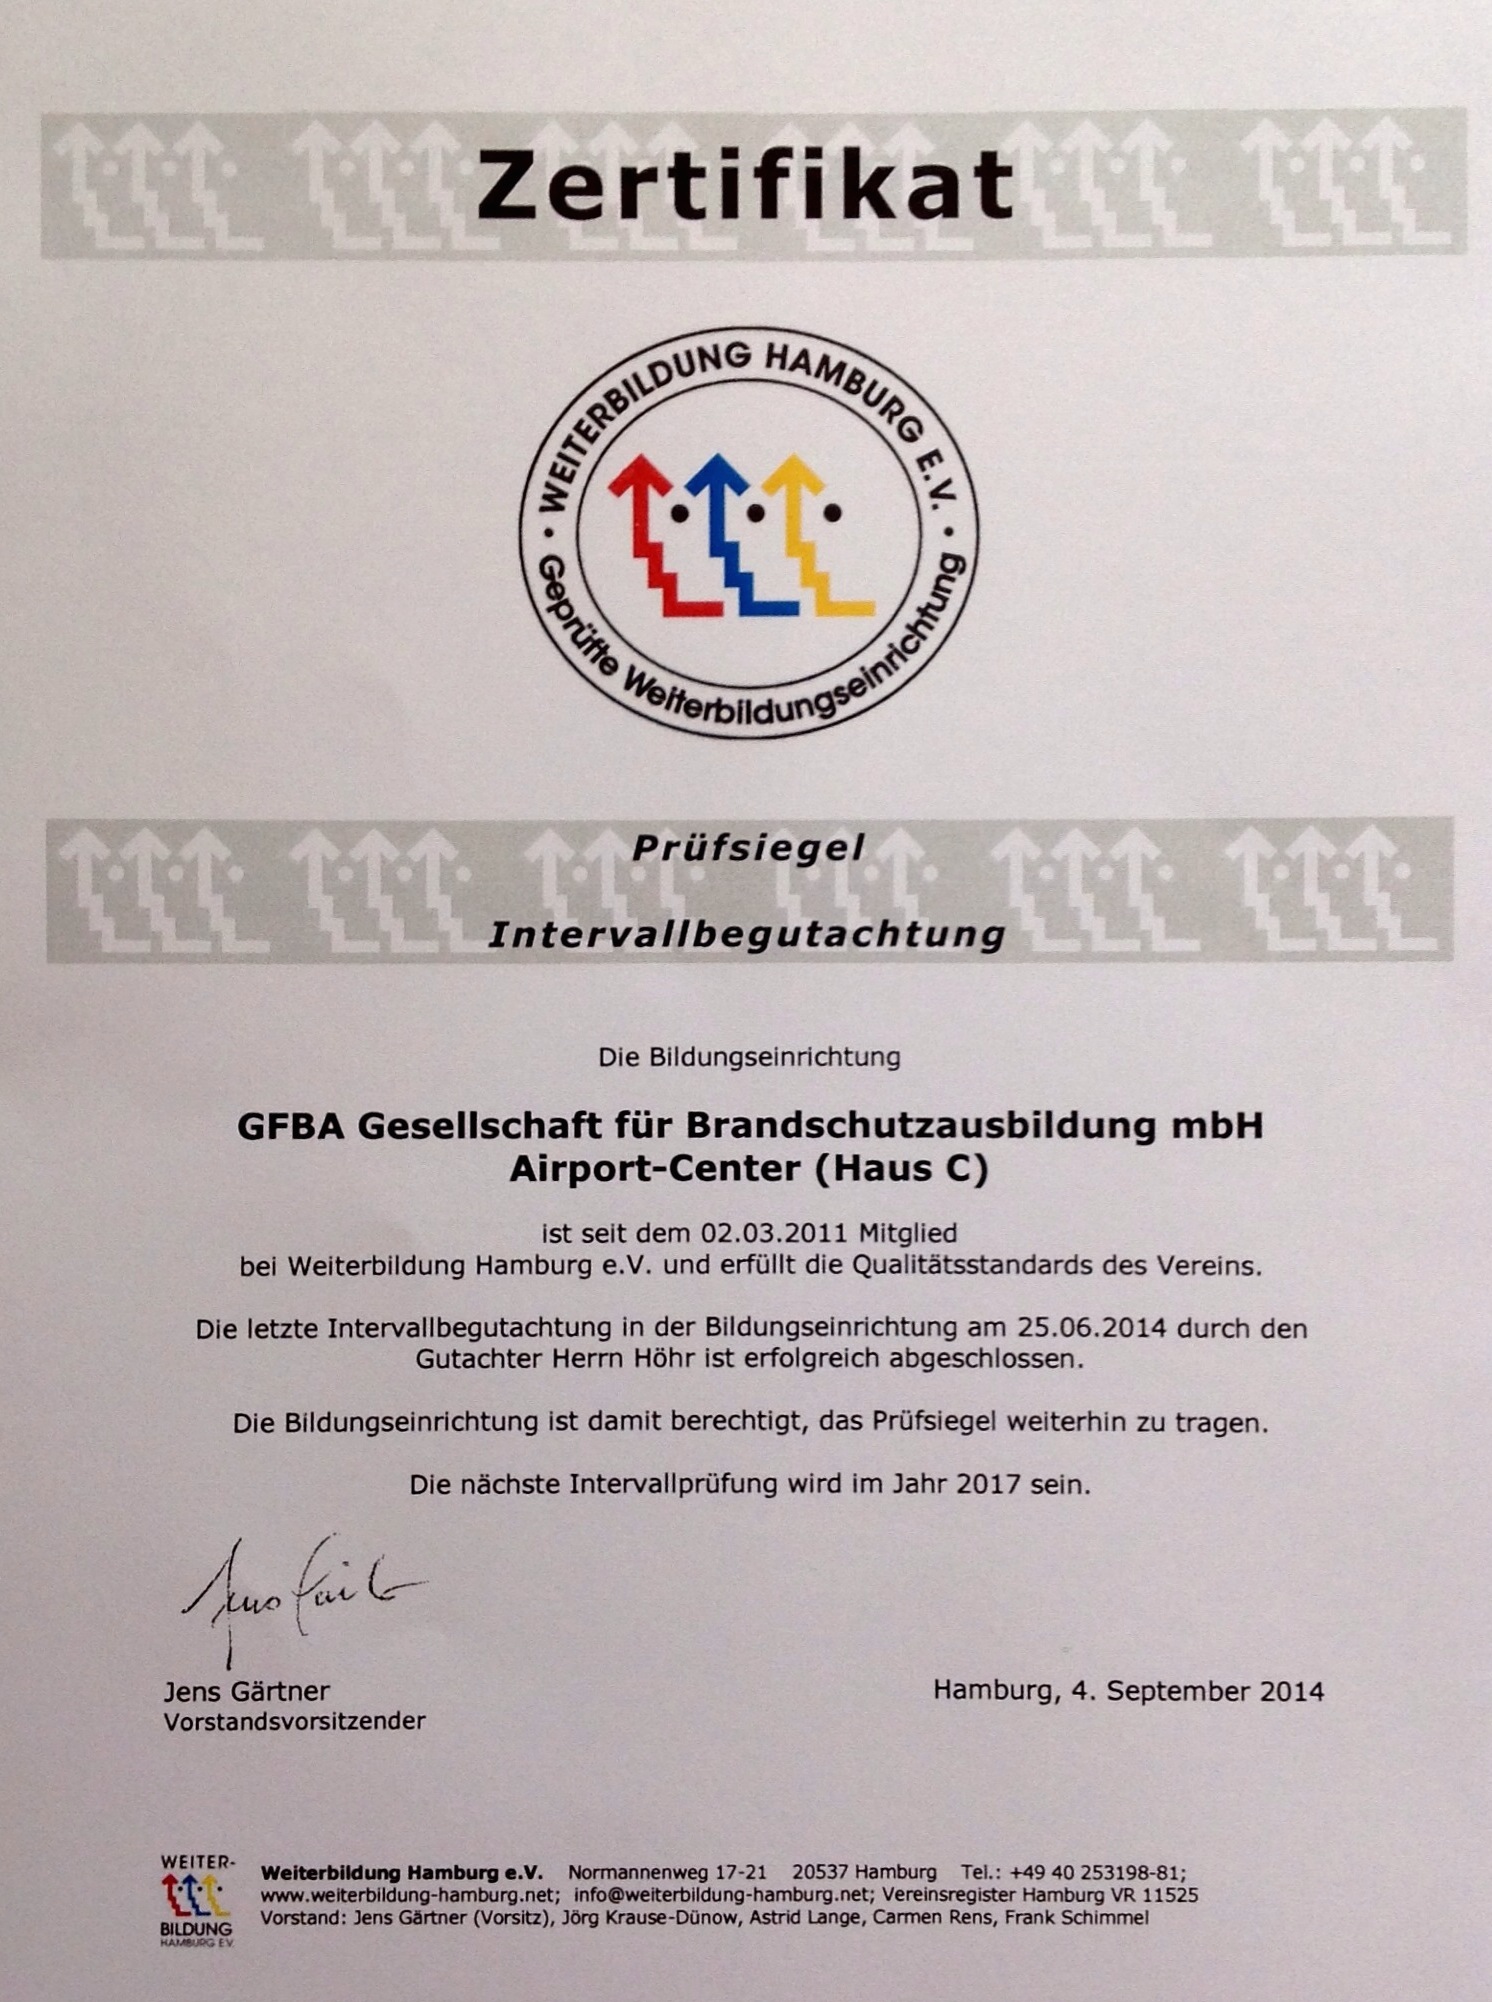 Zertifikat
WEITERBILDUNG HAMBURG E.V.
Geprüfte Weiterbildungseinrichtung
Prüfsiegel
Intervallbegutachtung
Die Bildungseinrichtung
GFBA Gesellschaft für Brandschutzausbildung mbH
Airport-Center (Haus C)
ist seit dem 02.03.2011 Mitglied
bei Weiterbildung Hamburg e.V. und erfüllt die Qualitätsstandards des Vereins.
Die letzte Intervallbegutachtung in der Bildungseinrichtung am 25.06.2014 durch den
Gutachter Herrn Höhr ist erfolgreich abgeschlossen.
Die Bildungseinrichtung ist damit berechtigt, das Prüfsiegel weiterhin zu tragen.
Die nächste Intervallprüfung wird im Jahr 2017 sein.
Jens Gärtner
Vorstandsvorsitzender
Hamburg, 4. September 2014
WEITER-
BILDUNG
HAMBURG E.V.
Weiterbildung Hamburg e.V. Normannenweg 17-21 20537 Hamburg Tel.: +49 40 253198-81;
www.weiterbildung-hamburg.net; info@weiterbildung-hamburg.net; Vereinsregister Hamburg VR 11525
Vorstand: Jens Gärtner (Vorsitz), Jörg Krause-Dünow, Astrid Lange, Carmen Rens, Frank Schimmel